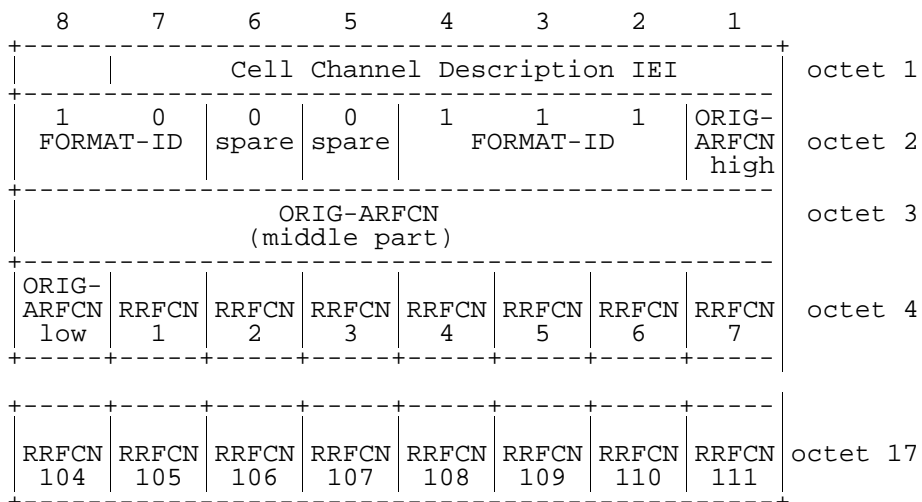 8 7 6 5 4 3 2 1
Cell Channel Description IEI octet 1
1 0 0 0 1 1 1 ORIG-
FORMAT-ID spare spare FORMAT-ID ARFCN octet 2
high
ORIG-ARFCN octet 3
(middle part)
ORIG-
ARFCN RRFCN RRFCN RRFCN RRFCN RRFCN RRFCN RRFCN octet 4
low 1 2 3 4 5 6 7
RRFCN RRFCN RRFCN RRFCN RRFCN RRFCN RRFCN RRFCN octet 17
104 105 106 107 108 109 110 111